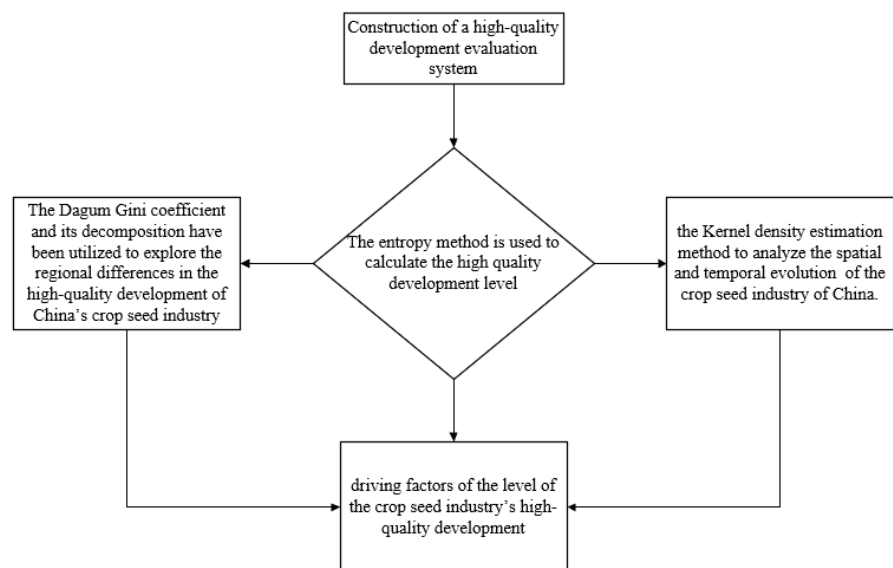 Construction of a high-quality
development evaluation
system
The Dagum Gini coefficient
and its decomposition have
been utilized to explore the
regional differences in the
high-quality development of
China’s crop seed industry
The entropy method is used to
calculate the high quality
development level
the Kernel density estimation
method to analyze the spatial
and temporal evolution of the
crop seed industry of China.
driving factors of the level of
the crop seed industry’s high-
quality development